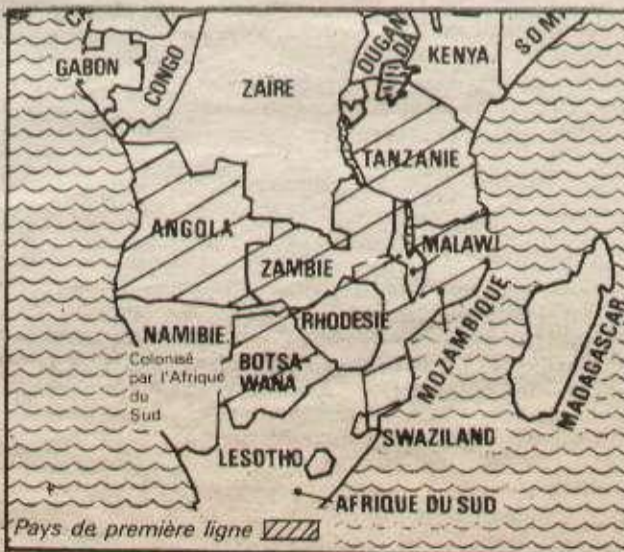 GABON
CONGO
ZAÏRE
OUGANDA
KENYA
SOM
TANZANIE
ANGOLA
ZAMBIE
MALAWI
NAMIBIE
Colonisé
par l'Afrique
du
Sud
RHODESIE
BOTSA
WANA
MOZAMBIQUE
MADAGASCAR
SWAZILAND
LESOTHO
AFRIQUE DU SUD
Pays de première ligne